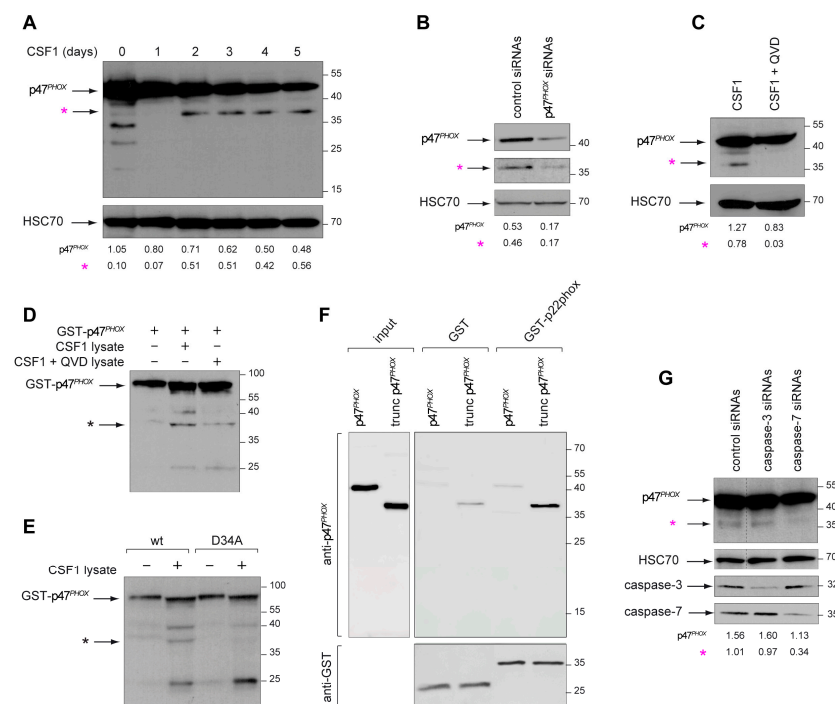 A
CSF1 (days) 0 1 2 3 4 5
p47PHOX
*
55
40
35
25
15
HSC70
70
p47PHOX 1.05 0.80 0.71 0.62 0.50 0.48
* 0.10 0.07 0.51 0.51 0.42 0.56
B
control siRNAs
p47PHOX siRNAs
p47PHOX
40
*
35
HSC70
70
p47PHOX 0.53 0.17
* 0.46 0.17
C
CSF1
CSF1 + QVD
p47PHOX
*
55
40
35
HSC70
70
p47PHOX 1.27 0.83
* 0.78 0.03
D
GST-p47PHOX + + +
CSF1 lysate – + –
CSF1 + QVD lysate – – +
GST-p47PHOX
*
100
55
40
35
25
E
wt D34A
CSF1 lysate – + – +
GST-p47PHOX
*
100
55
40
35
25
F
input
GST
GST-p22phox
p47PHOX
trunc p47PHOX
p47PHOX
trunc p47PHOX
p47PHOX
trunc p47PHOX
anti-p47PHOX
70
55
40
35
25
15
anti-GST
35
25
G
control siRNAs
caspase-3 siRNAs
caspase-7 siRNAs
p47PHOX
*
55
40
35
HSC70
70
caspase-3
32
caspase-7
35
p47PHOX 1.56 1.60 1.13
* 1.01 0.97 0.34